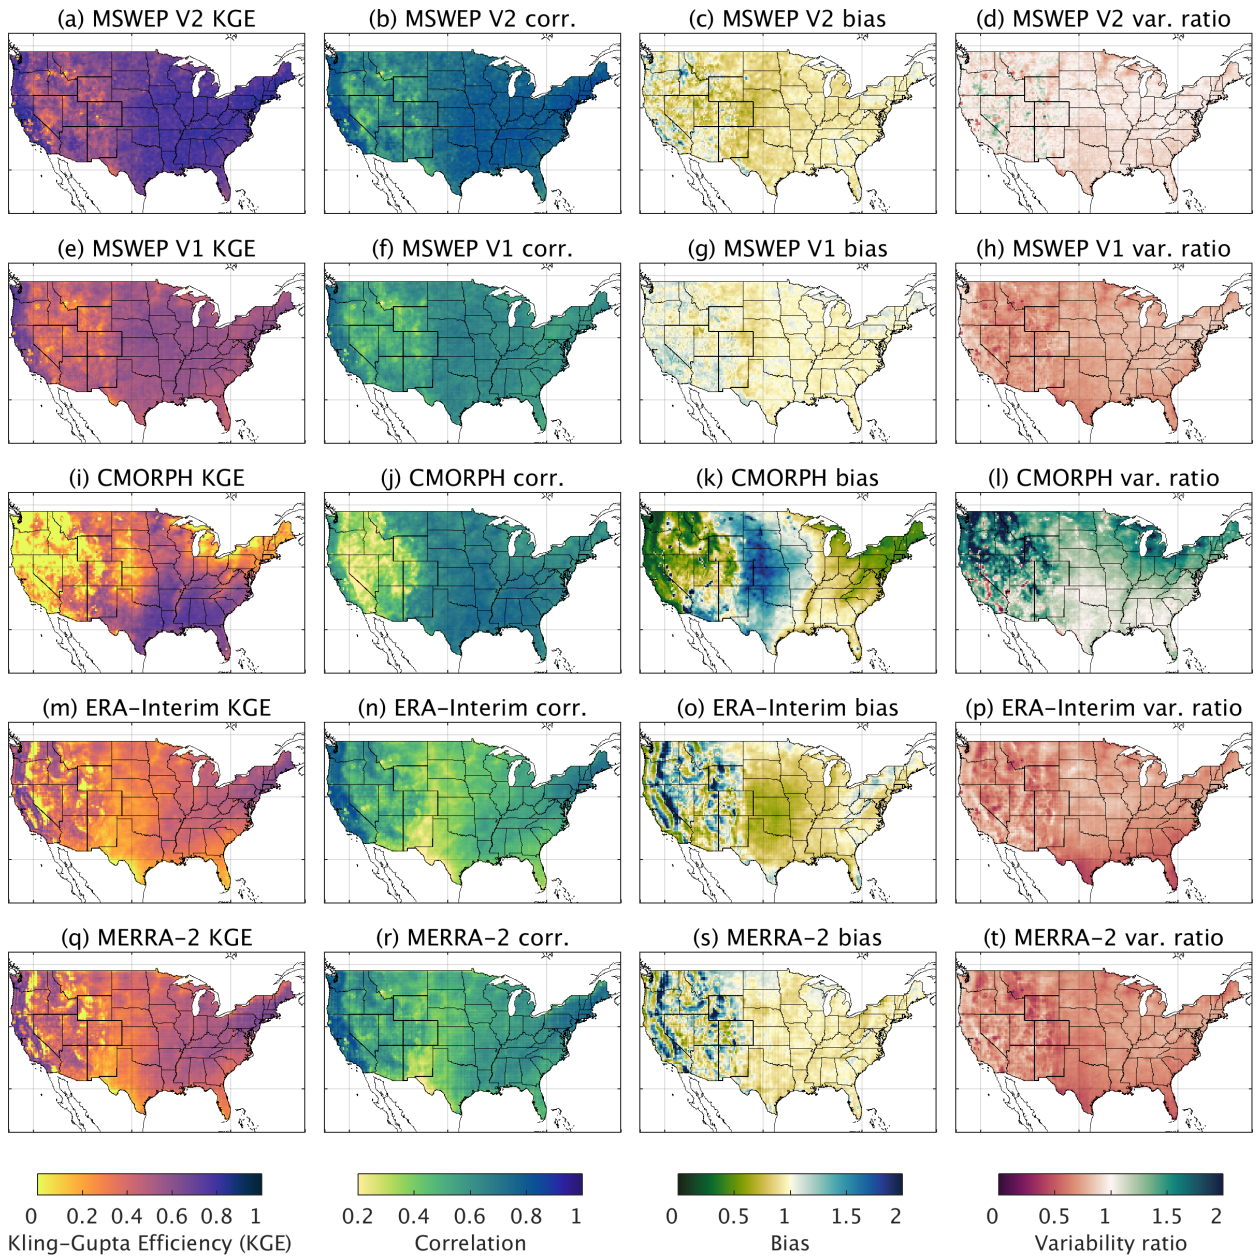 (a) MSWEP V2 KGE
(b) MSWEP V2 corr.
(c) MSWEP V2 bias
(d) MSWEP V2 var. ratio
(e) MSWEP V1 KGE
(f) MSWEP V1 corr.
(g) MSWEP V1 bias
(h) MSWEP V1 var. ratio
(i) CMORPH KGE
(j) CMORPH corr.
(k) CMORPH bias
(l) CMORPH var. ratio
(m) ERA-Interim KGE
(n) ERA-Interim corr.
(o) ERA-Interim bias
(p) ERA-Interim var. ratio
(q) MERRA-2 KGE
(r) MERRA-2 corr.
(s) MERRA-2 bias
(t) MERRA-2 var. ratio
0 0.2 0.4 0.6 0.8 1
Kling-Gupta Efficiency (KGE)
0.2 0.4 0.6 0.8 1
Correlation
0 0.5 1 1.5 2
Bias
0 0.5 1 1.5 2
Variability ratio